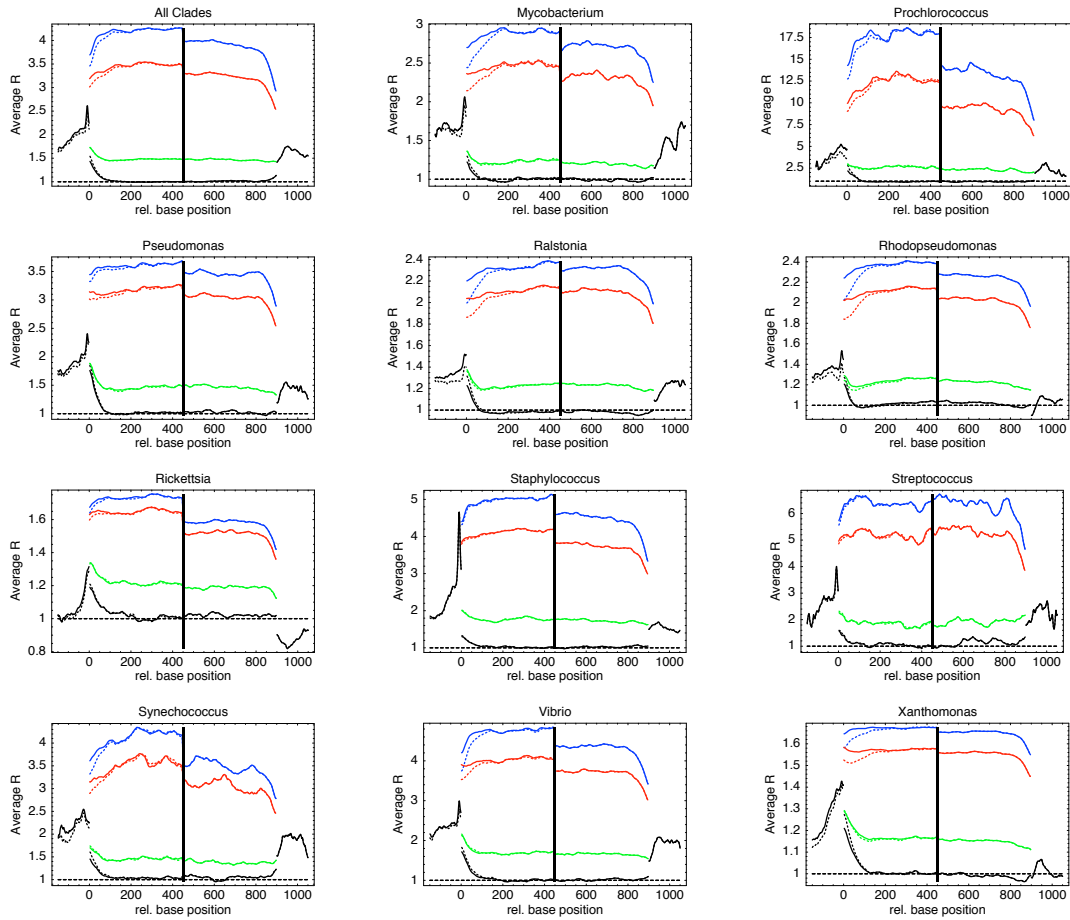 All Clades
Average R
4
3.5
3
2.5
2
1.5
1
0 200 400 600 800 1000
rel. base position
Mycobacterium
Average R
3
2.5
2
1.5
1
0 200 400 600 800 1000
rel. base position
Prochlorococcus
Average R
17.5
15
12.5
10
7.5
5
2.5
0 200 400 600 800 1000
rel. base position
Pseudomonas
Average R
3.5
3
2.5
2
1.5
1
0 200 400 600 800 1000
rel. base position
Ralstonia
Average R
2.4
2.2
2
1.8
1.6
1.4
1.2
1
0 200 400 600 800 1000
rel. base position
Rhodopseudomonas
Average R
2.4
2.2
2
1.8
1.6
1.4
1.2
1
0 200 400 600 800 1000
rel. base position
Rickettsia
Average R
1.6
1.4
1.2
1
0.8
0 200 400 600 800 1000
rel. base position
Staphylococcus
Average R
5
4
3
2
1
0 200 400 600 800 1000
rel. base position
Streptococcus
Average R
6
5
4
3
2
1
0 200 400 600 800 1000
rel. base position
Synechococcus
Average R
4
3.5
3
2.5
2
1.5
1
0 200 400 600 800 1000
rel. base position
Vibrio
Average R
4
3
2
1
0 200 400 600 800 1000
rel. base position
Xanthomonas
Average R
1.6
1.5
1.4
1.3
1.2
1.1
1
0 200 400 600 800 1000
rel. base position